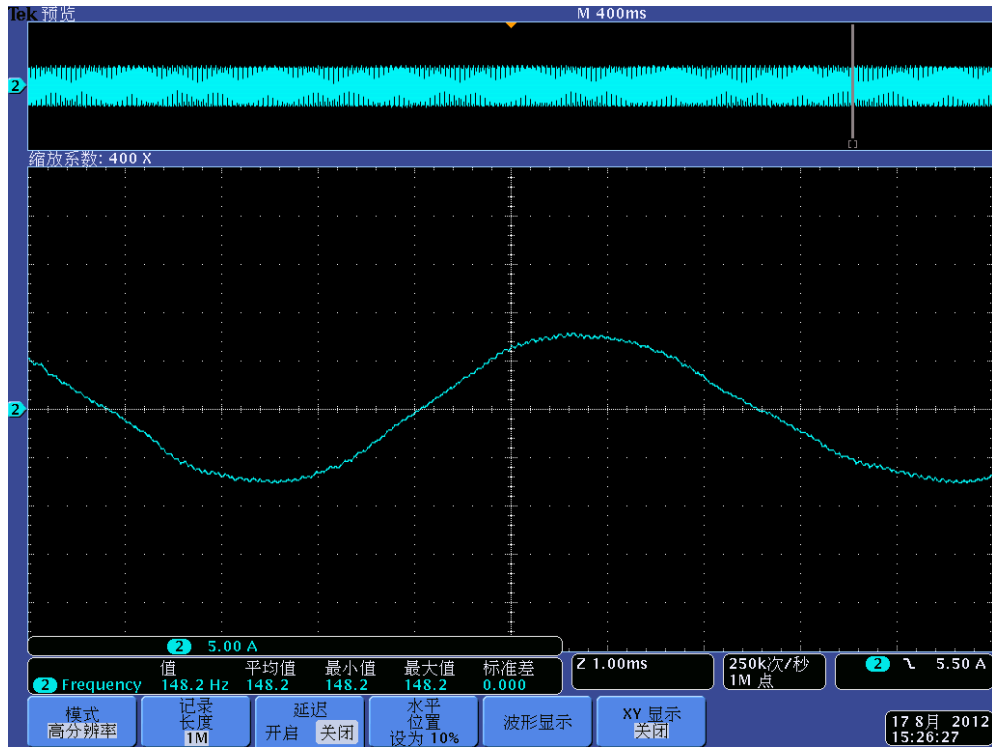 Tek 预览 M 400ms
2
缩放系数: 400 X
2
2 5.00 A
值 平均值 最小值 最大值 标准差
2 Frequency 148.2 Hz 148.2 148.2 148.2 0.000
Z 1.00ms
250k次/秒
1M 点
2 5.50 A
模式
高分辨率
记录
长度
1M
延迟
开启 关闭
水平
位置
设为 10%
波形显示
XY 显示
关闭
17 8月 2012
15:26:27